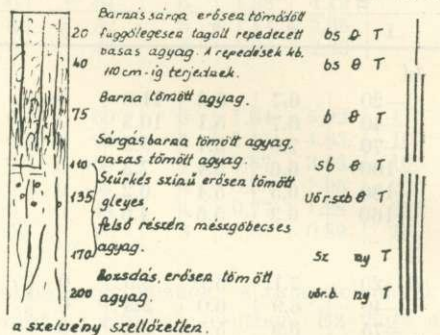 Barnás sárga erősen tömődött
20 függőlegesen tagolt repedezett bs θ T
vasas agyag. A repedések kb.
40 110 cm-ig terjednek. bs θ T
75 Barna tömött agyag. b θ T
Sárgásbarna tömött agyag,
110 vasas tömött agyag. sb θ T
Szürkés színű erősen tömött
135 gleyes, vör.szb θ T
felső részén mészgöbecses
170 agyag. Sz ny T
Rozsdás, erősen tömött
200 agyag. vör.b. ny T
a szelvény szellőzetlen.